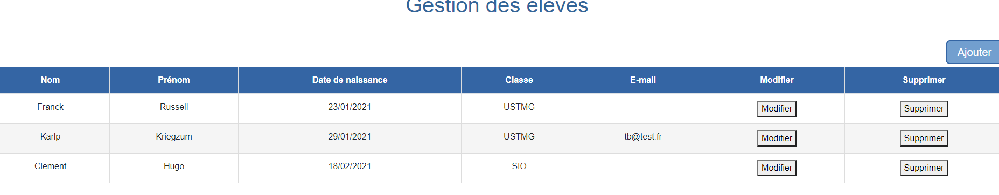 Gestion des élèves
Ajouter
Nom Prénom Date de naissance Classe E-mail Modifier Supprimer
Franck Russell 23/01/2021 USTMG Modifier Supprimer
Karlp Kriegzum 29/01/2021 USTMG tb@test.fr Modifier Supprimer
Clement Hugo 18/02/2021 SIO Modifier Supprimer